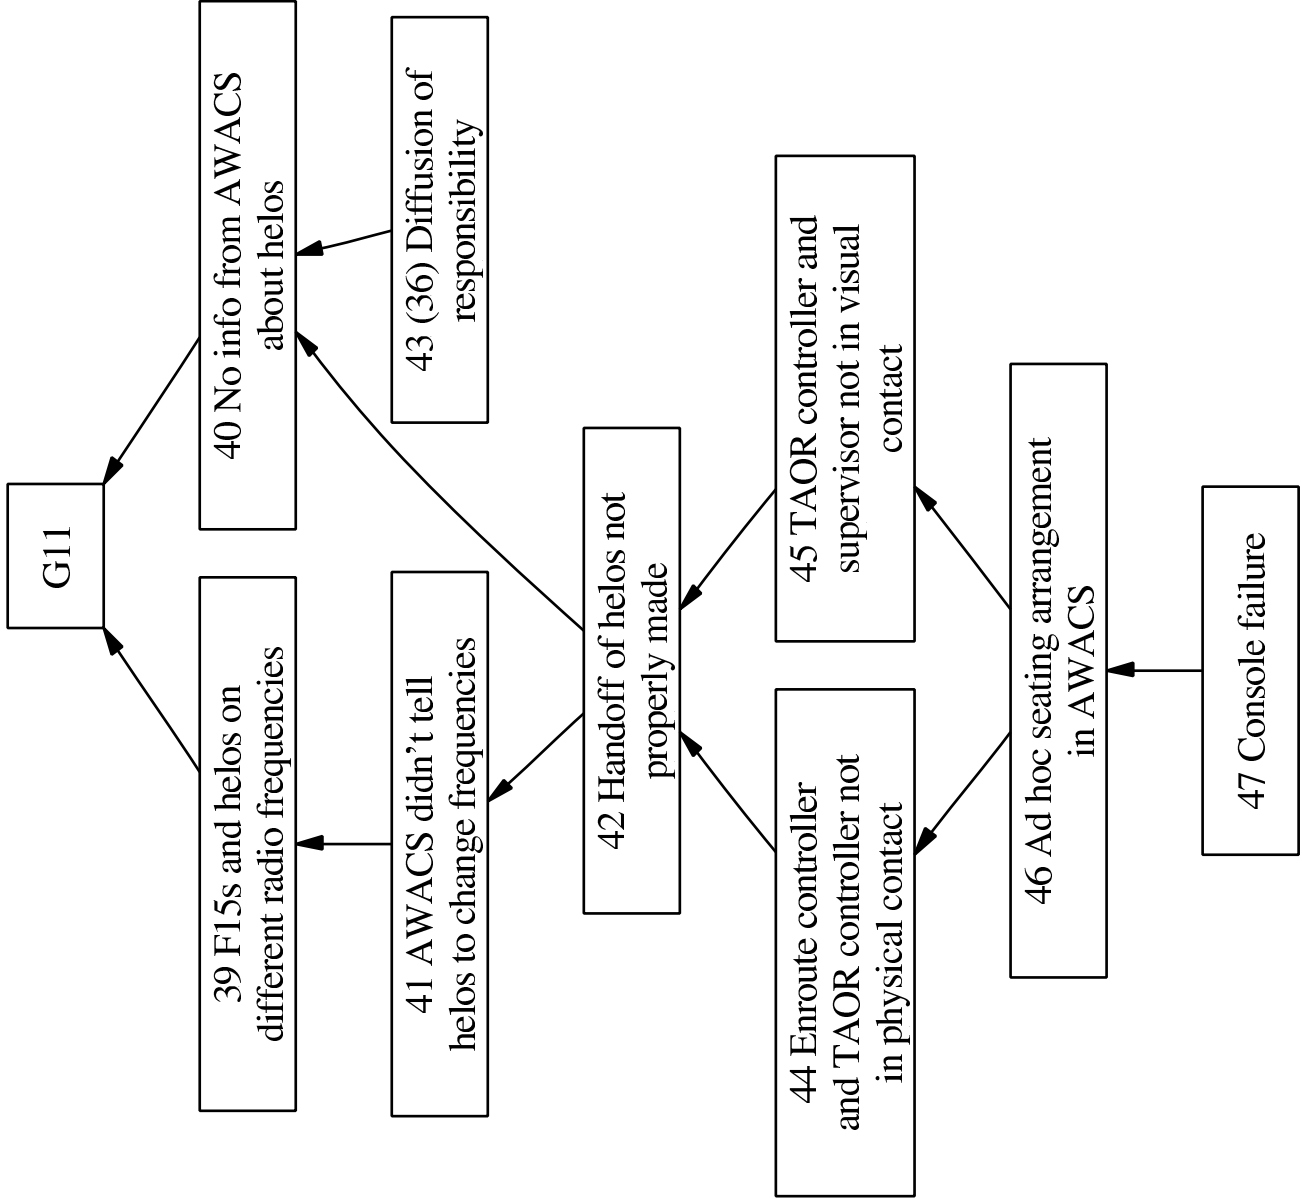 G11
39 F15s and helos on
different radio frequencies
40 No info from AWACS
about helos
41 AWACS didn't tell
helos to change frequencies
43 (36) Diffusion of
responsibility
42 Handoff of helos not
properly made
44 Enroute controller
and TAOR controller not
in physical contact
45 TAOR controller and
supervisor not in visual
contact
46 Ad hoc seating arrangement
in AWACS
47 Console failure